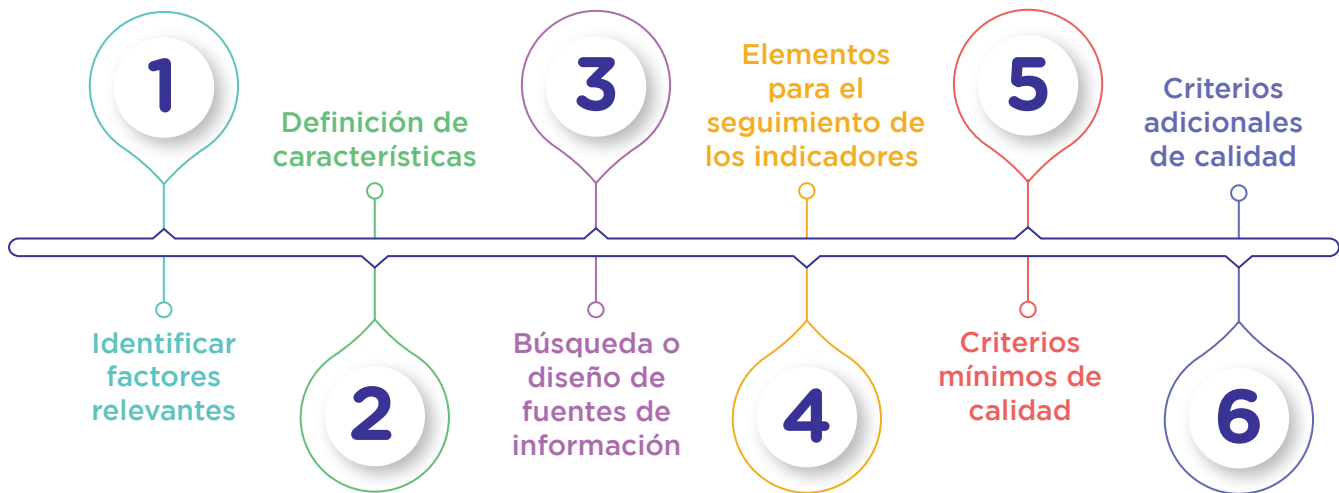 1
Identificar
factores
relevantes
Definición de
características
2
3
Búsqueda o
diseño de
fuentes de
información
Elementos
para el
seguimiento de
los indicadores
4
5
Criterios
mínimos de
calidad
Criterios
adicionales
de calidad
6